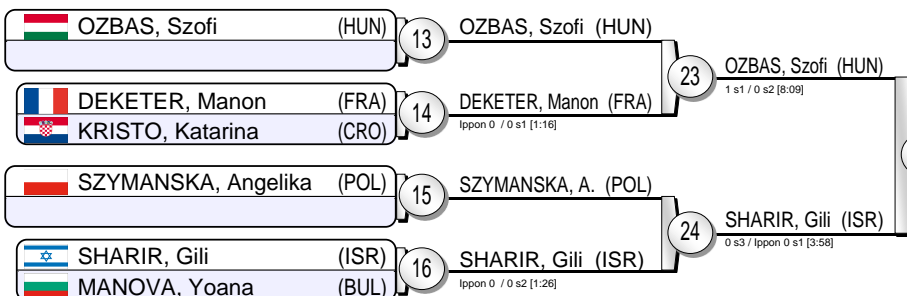 OZBAS, Szofi (HUN)
13
OZBAS, Szofi (HUN)
23
OZBAS, Szofi (HUN)
1 s1 / 0 s2 [8:09]
DEKETER, Manon (FRA)
KRISTO, Katarina (CRO)
14
DEKETER, Manon (FRA)
Ippon 0 / 0 s1 [1:16]
SZYMANSKA, Angelika (POL)
15
SZYMANSKA, A. (POL)
24
SHARIR, Gili (ISR)
0 s3 / Ippon 0 s1 [3:58]
SHARIR, Gili (ISR)
MANOVA, Yoana (BUL)
16
SHARIR, Gili (ISR)
Ippon 0 / 0 s2 [1:26]